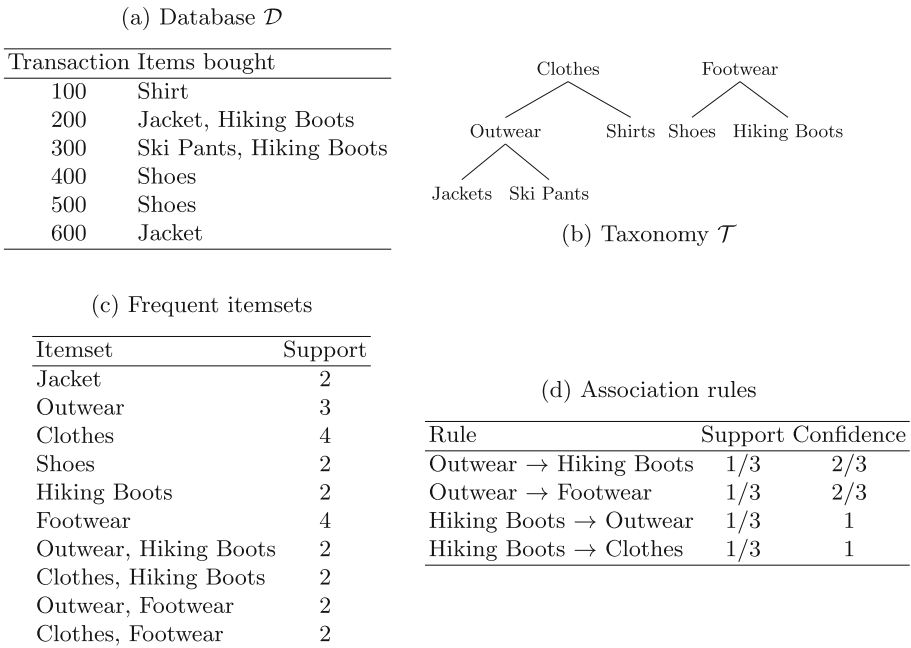 (a) Database 𝒟
Transaction Items bought
100 Shirt
200 Jacket, Hiking Boots
300 Ski Pants, Hiking Boots
400 Shoes
500 Shoes
600 Jacket
Clothes Footwear
Outwear Shirts Shoes Hiking Boots
Jackets Ski Pants
(b) Taxonomy 𝒯
(c) Frequent itemsets
Itemset Support
Jacket 2
Outwear 3
Clothes 4
Shoes 2
Hiking Boots 2
Footwear 4
Outwear, Hiking Boots 2
Clothes, Hiking Boots 2
Outwear, Footwear 2
Clothes, Footwear 2
(d) Association rules
Rule Support Confidence
Outwear → Hiking Boots 1/3 2/3
Outwear → Footwear 1/3 2/3
Hiking Boots → Outwear 1/3 1
Hiking Boots → Clothes 1/3 1